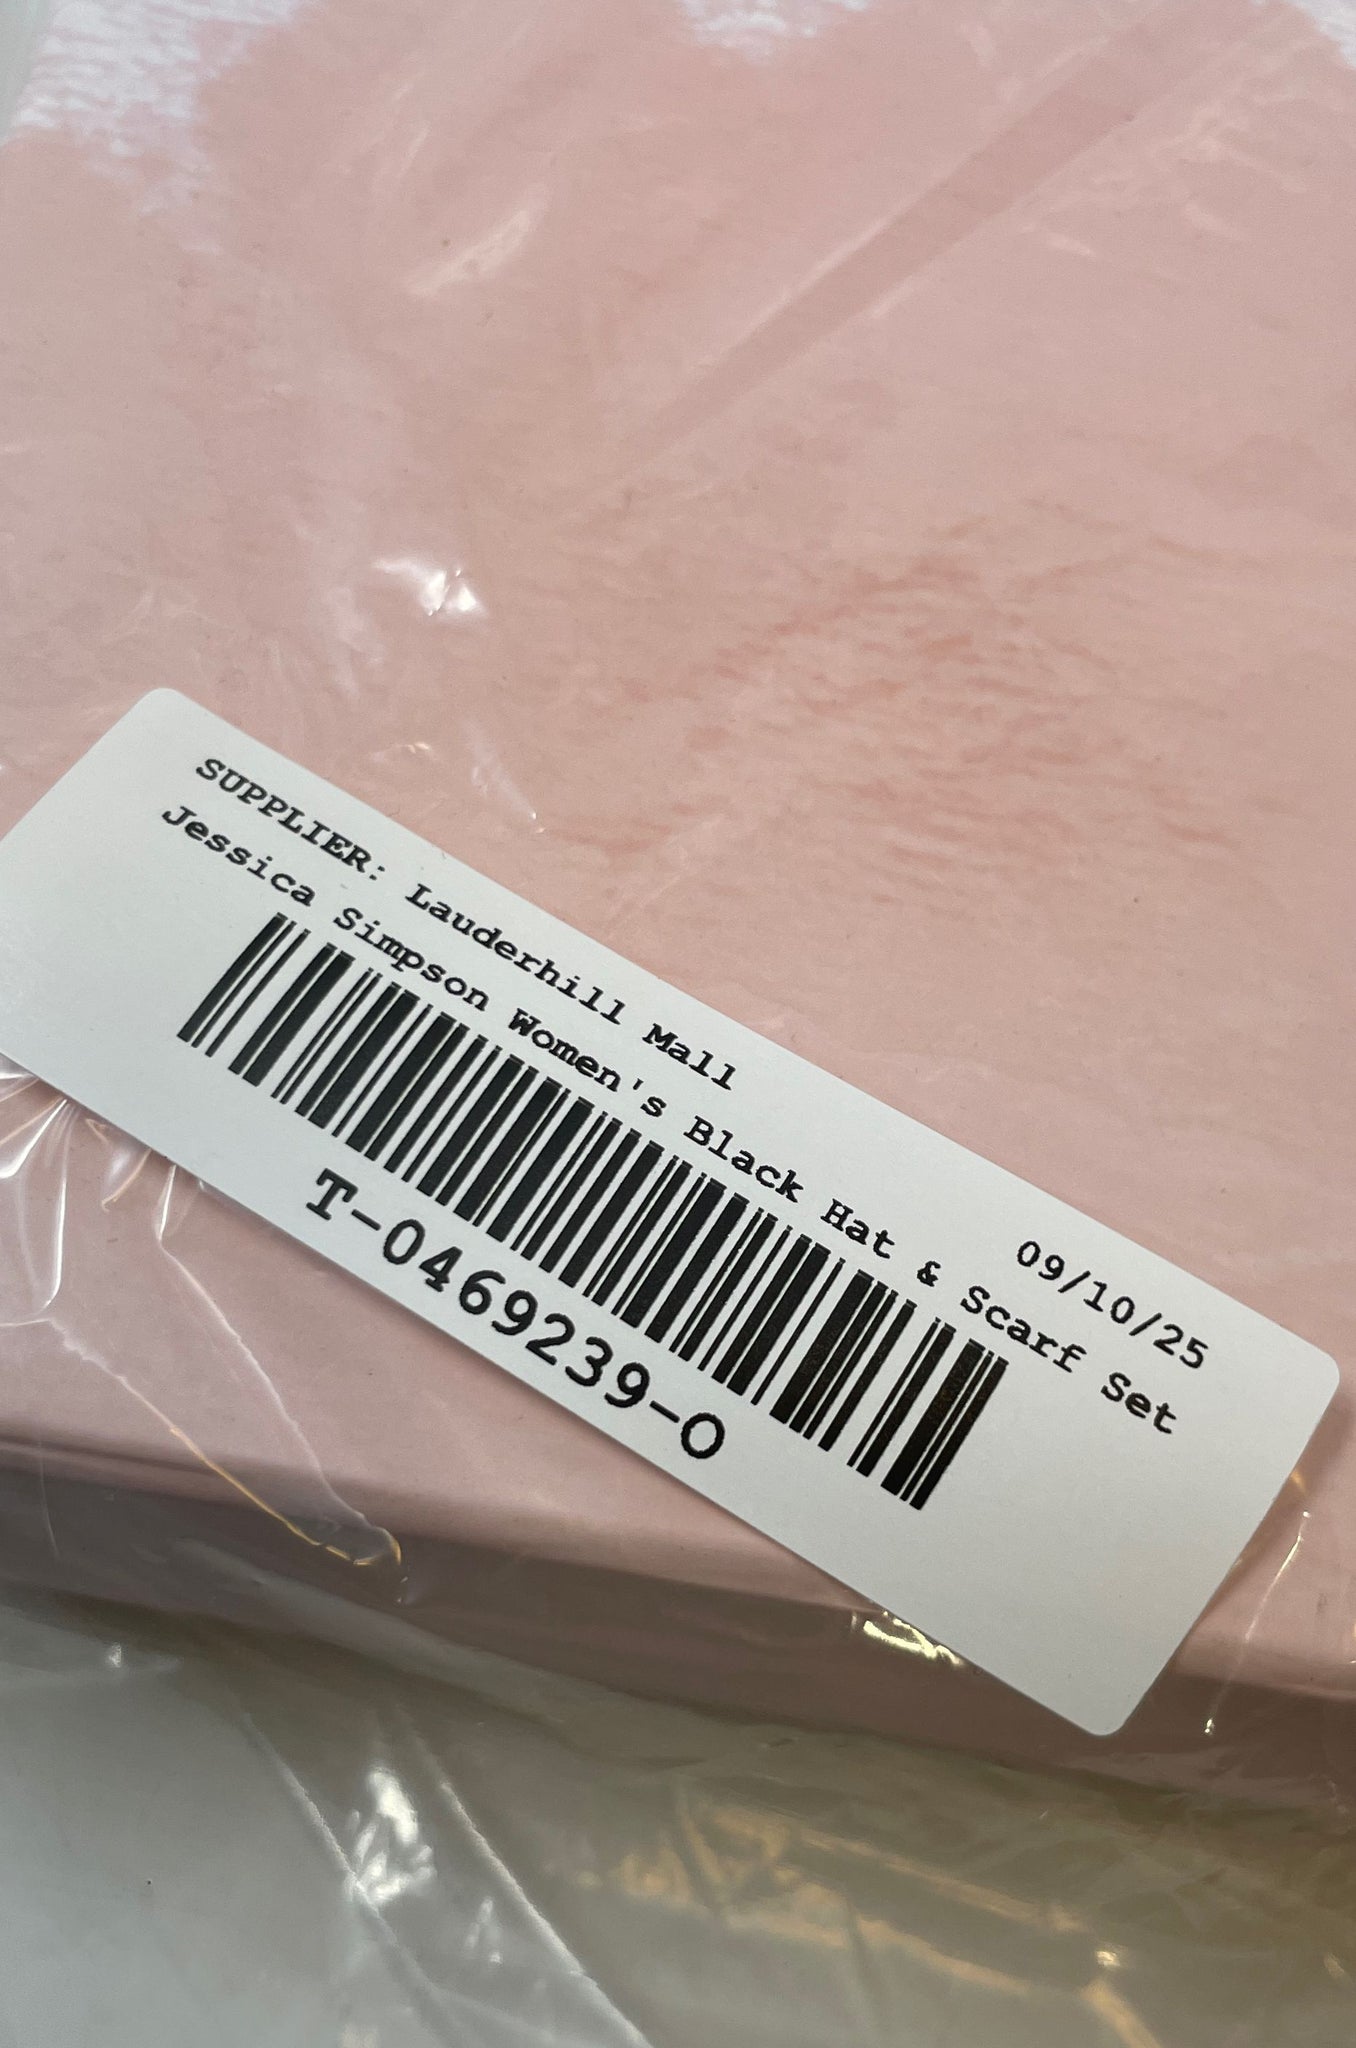 SUPPLIER: Lauderhill Mall 09/10/25
Jessica Simpson Women's Black Hat & Scarf Set
T-0469239-O